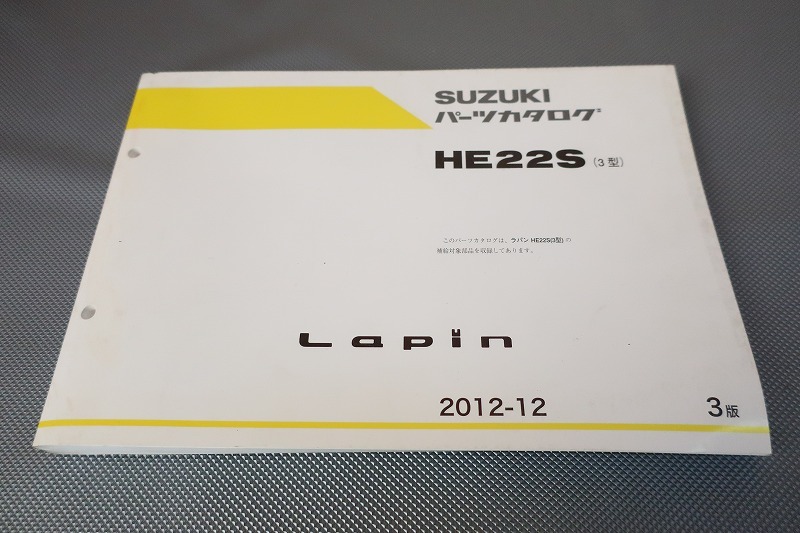 SUZUKI
パーツカタログ
HE22S (3型)
このパーツカタログは、ラパン HE22S(3型) の
補給対象部品を収録してあります。
Lapin
2012-12 3版